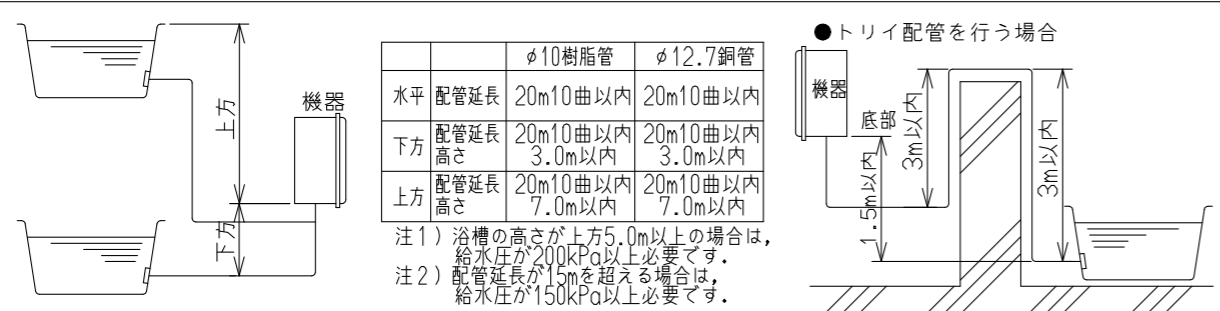 上方
下方
機器
φ10樹脂管 φ12.7銅管
水平 配管延長 20m10曲以内 20m10曲以内
下方 配管延長 20m10曲以内 20m10曲以内
高さ 3.0m以内 3.0m以内
上方 配管延長 20m10曲以内 20m10曲以内
高さ 7.0m以内 7.0m以内
注1)浴槽の高さが上方5.0m以上の場合は,
給水圧が200kPa以上必要です.
注2)配管延長が15mを超える場合は,
給水圧が150kPa以上必要です.
●トリイ配管を行う場合
機器
底部
1.5m以内
3m以内
3m以内